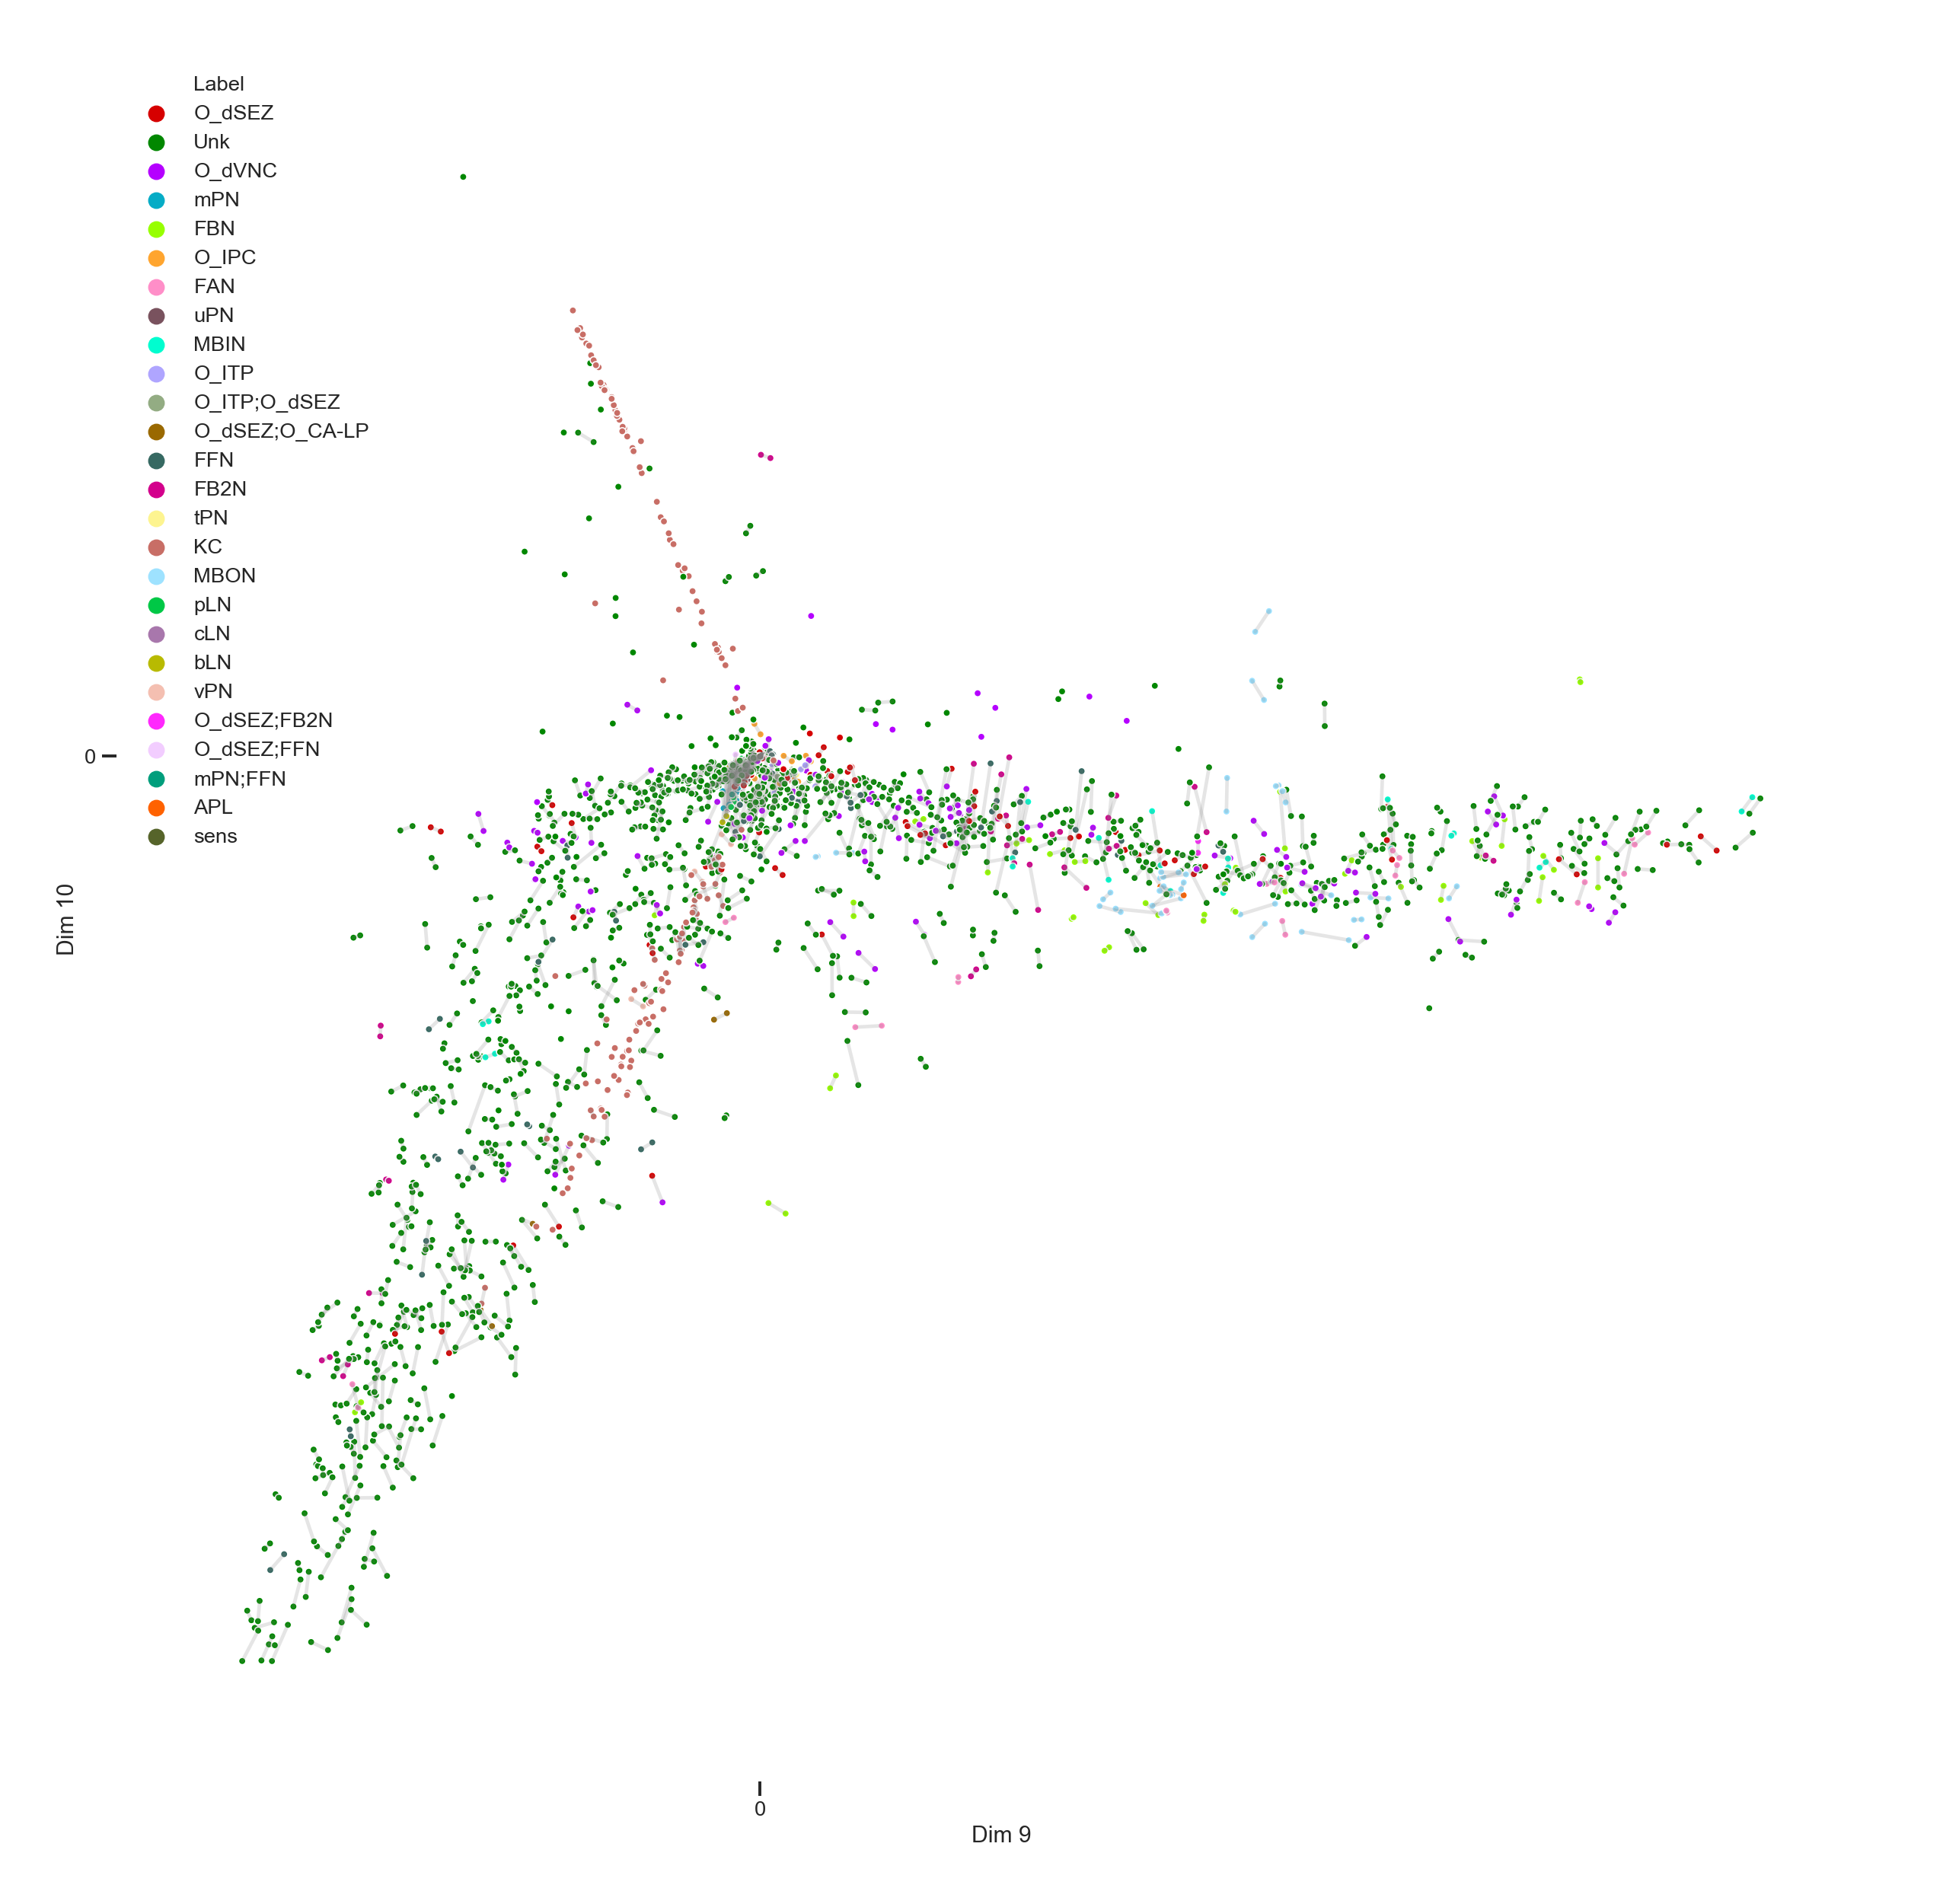 Label
O_dSEZ
Unk
O_dVNC
mPN
FBN
O_IPC
FAN
uPN
MBIN
O_ITP
O_ITP;O_dSEZ
O_dSEZ;O_CA-LP
FFN
FB2N
tPN
KC
MBON
pLN
cLN
bLN
vPN
O_dSEZ;FB2N
O_dSEZ;FFN
mPN;FFN
APL
sens
0
Dim 10
0
Dim 9